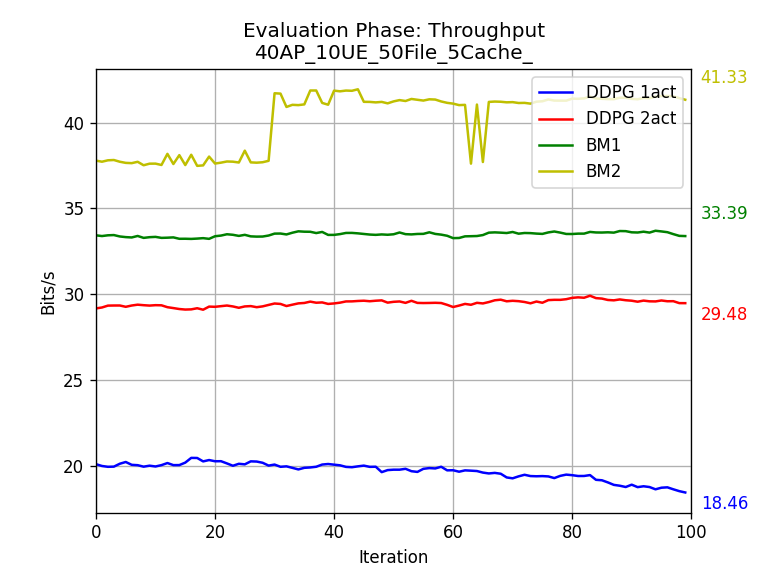 Evaluation Phase: Throughput
40AP_10UE_50File_5Cache_
41.33
DDPG 1act
DDPG 2act
BM1
BM2
40
35
33.39
Bits/s
30
29.48
25
20
18.46
0
20
40
60
80
100
Iteration